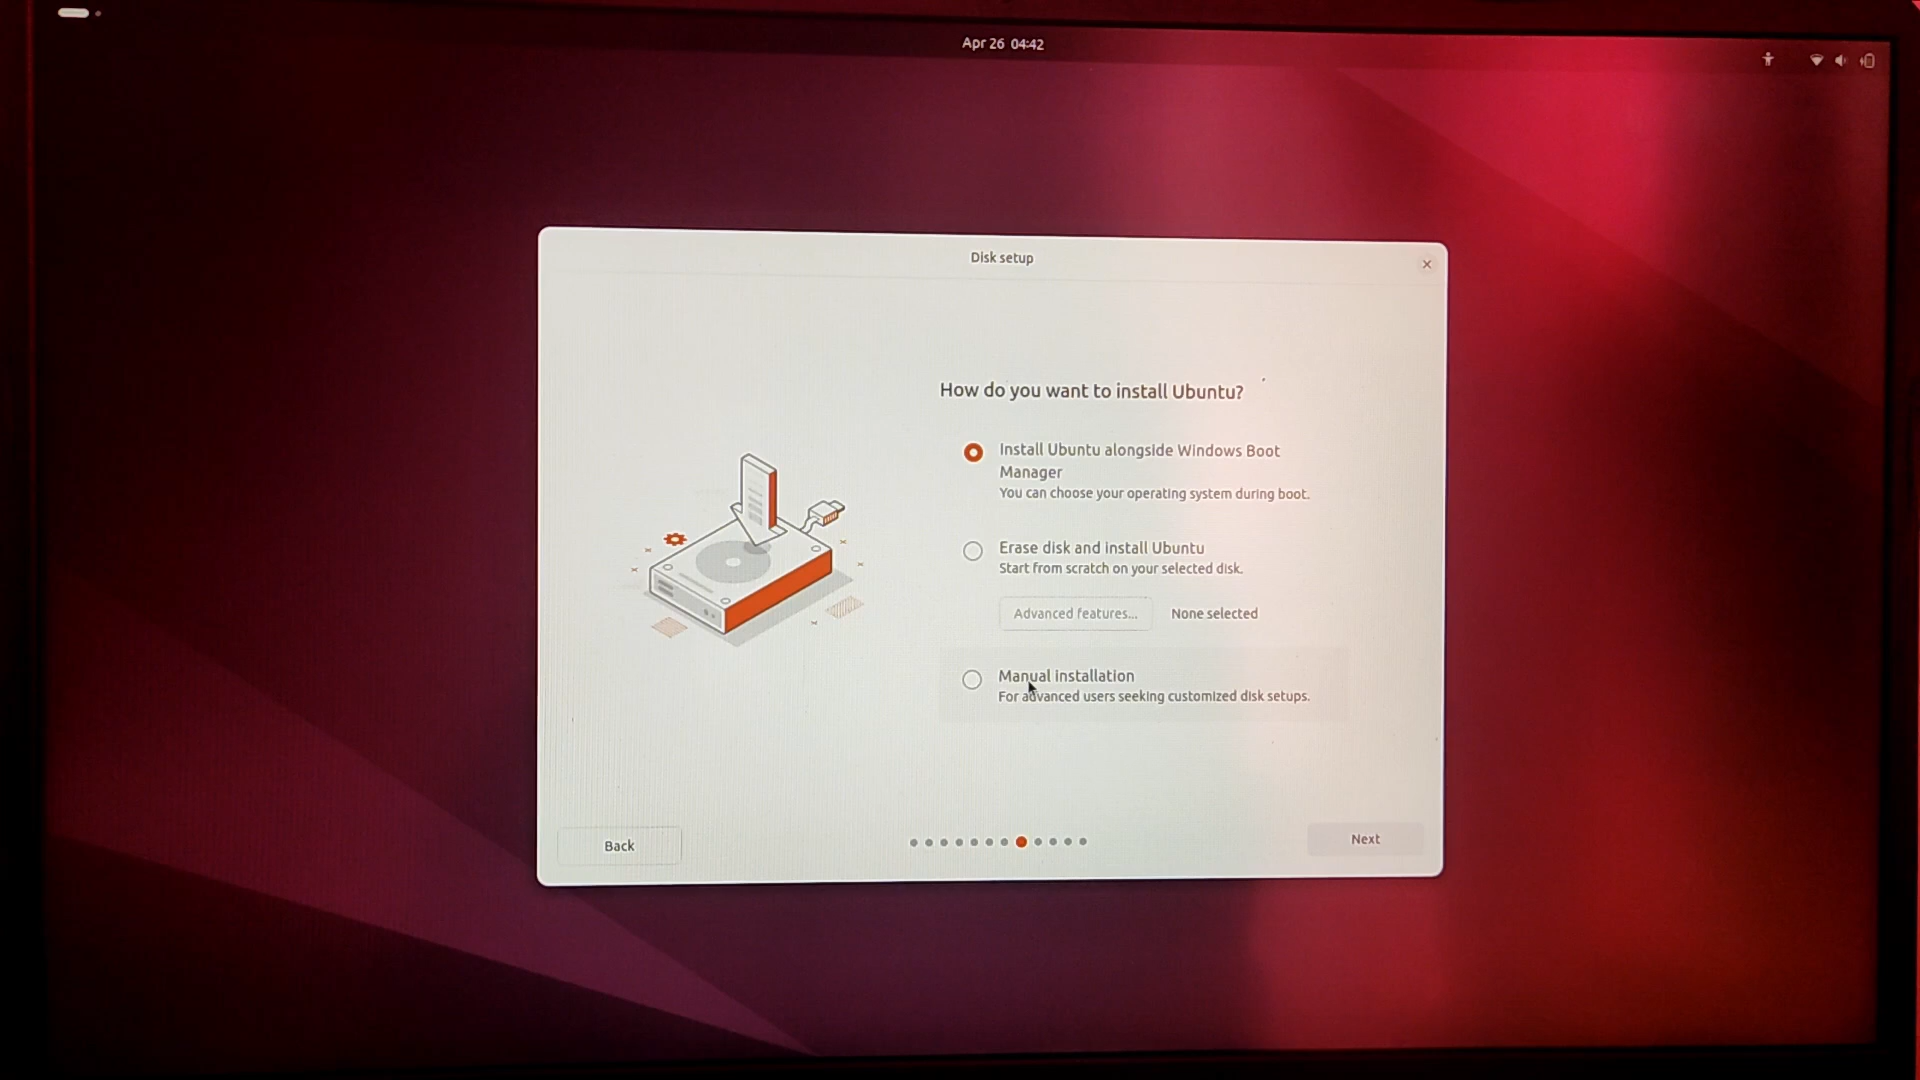 Apr 26 04:42
Disk setup
How do you want to install Ubuntu?
Install Ubuntu alongside Windows Boot
Manager
You can choose your operating system during boot.
Erase disk and install Ubuntu
Start from scratch on your selected disk.
Advanced features... None selected
Manual installation
For advanced users seeking customized disk setups.
Back
Next